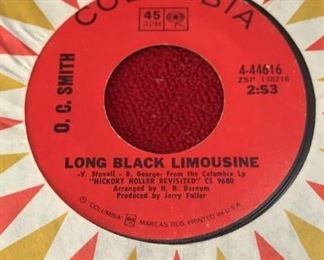 COLUMBIA
45
RPM
4-44616
ZSP 138216
2:53
O. C. SMITH
LONG BLACK LIMOUSINE
-V. Stovall - B. George- From the Columbia Lp
"HICKORY HOLLER REVISITED" CS 9680
Arranged by H. B. Barnum
Produced by Jerry Fuller
© COLUMBIA MARCAS REG. PRINTED IN U.S.A.